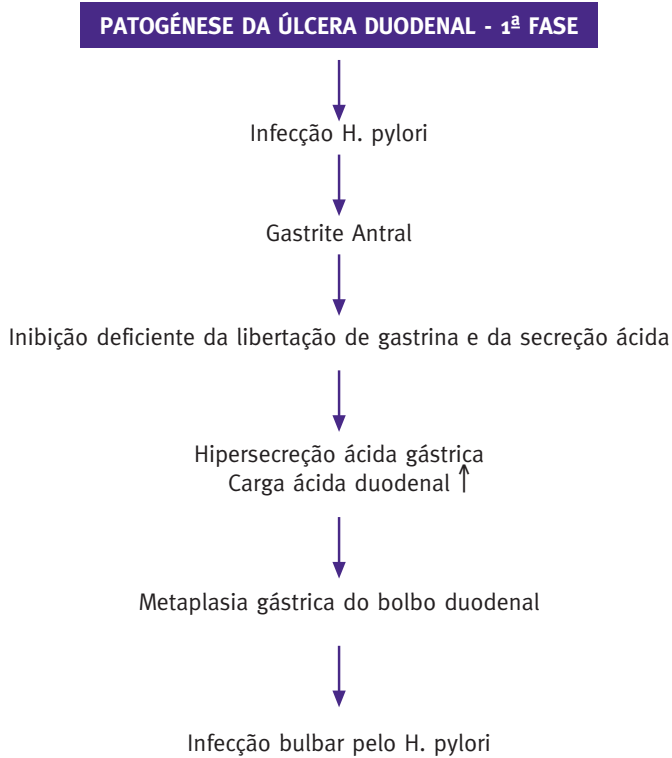 PATOGÉNESE DA ÚLCERA DUODENAL - 1ª FASE
Infecção H. pylori
Gastrite Antral
Inibição deficiente da libertação de gastrina e da secreção ácida
Hipersecreção ácida gástrica
Carga ácida duodenal ↑
Metaplasia gástrica do bolbo duodenal
Infecção bulbar pelo H. pylori